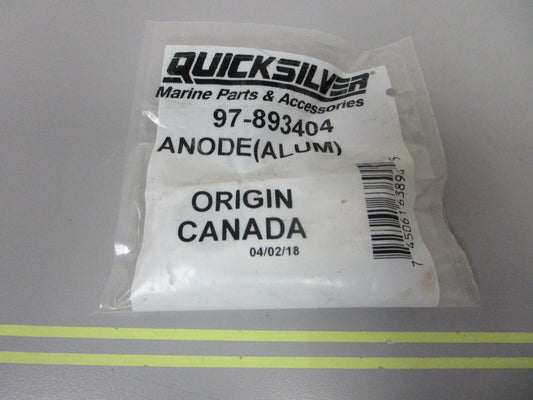 QUICKSILVER
Marine Parts & Accessories
97-893404
ANODE(ALUM)
ORIGIN
CANADA
04/02/18